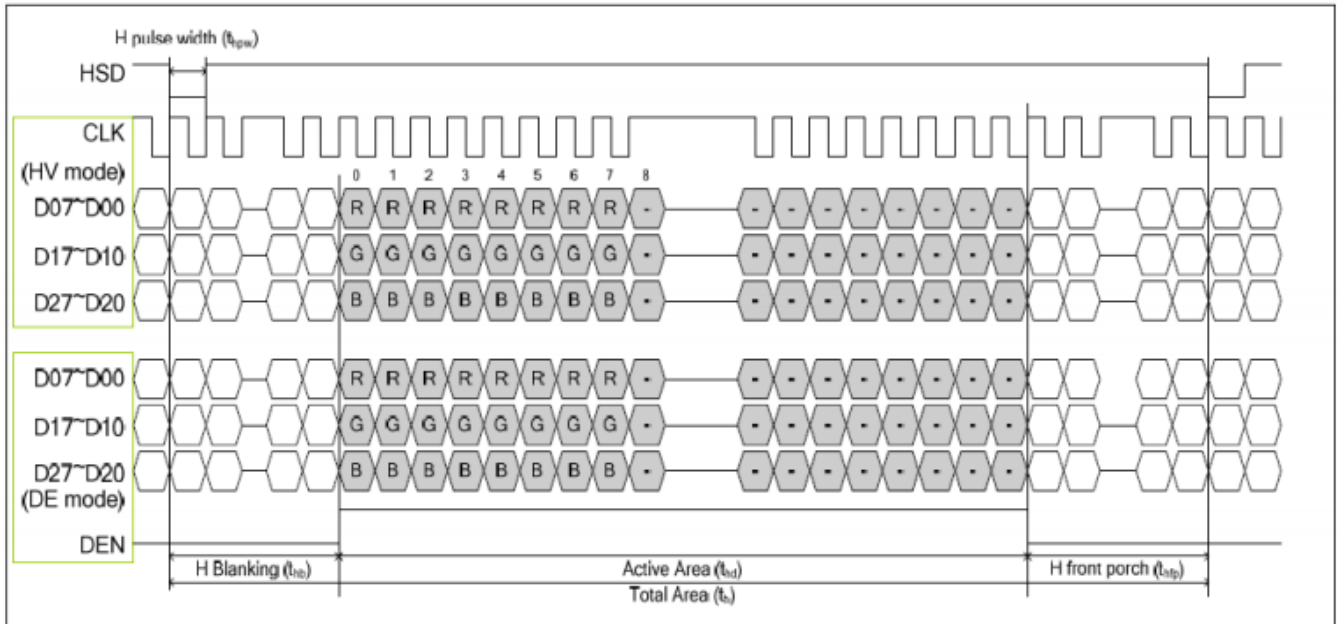 H pulse width (thpw)
HSD
CLK
(HV mode)
0 1 2 3 4 5 6 7 8
D07~D00 R R R R R R R R - - - - - - - - -
D17~D10 G G G G G G G G - - - - - - - - -
D27~D20 B B B B B B B B - - - - - - - - -
D07~D00 R R R R R R R R - - - - - - - - -
D17~D10 G G G G G G G G - - - - - - - - -
D27~D20 B B B B B B B B - - - - - - - - -
(DE mode)
DEN
H Blanking (thb) Active Area (thd) H front porch (thfp)
Total Area (th)